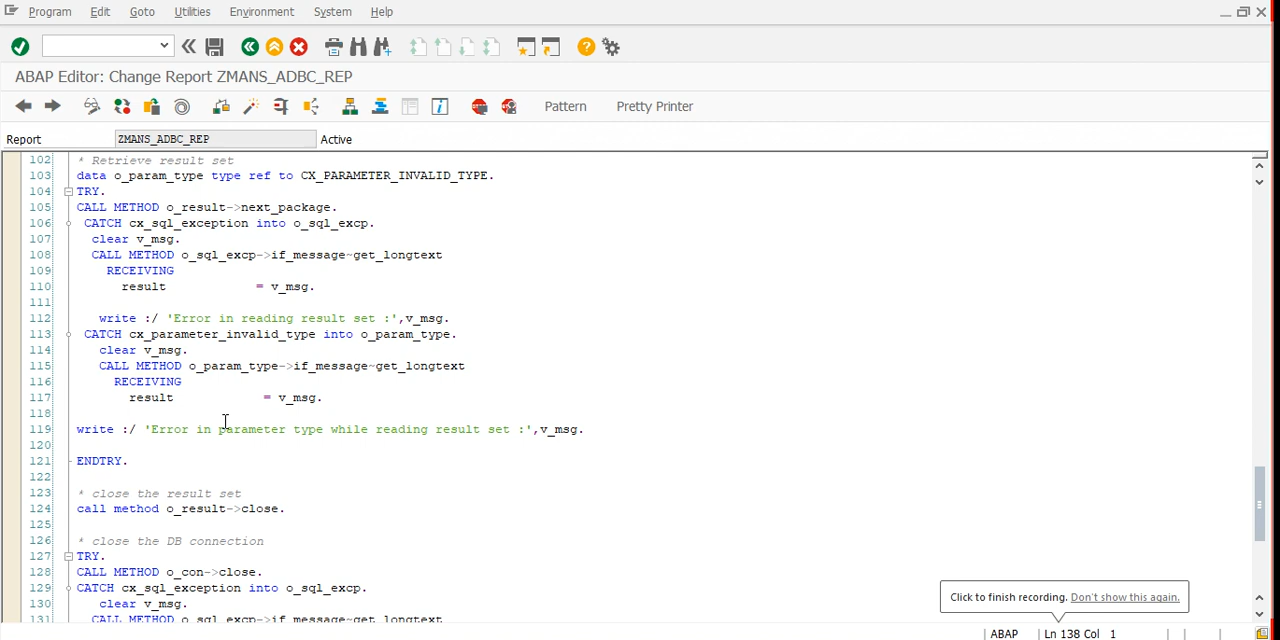 Program Edit Goto Utilities Environment System Help
ABAP Editor: Change Report ZMANS_ADBC_REP
Pattern Pretty Printer
Report ZMANS_ADBC_REP Active
102 * Retrieve result set
103 data o_param_type type ref to CX_PARAMETER_INVALID_TYPE.
104 TRY.
105 CALL METHOD o_result->next_package.
106 CATCH cx_sql_exception into o_sql_excp.
107 clear v_msg.
108 CALL METHOD o_sql_excp->if_message~get_longtext
109 RECEIVING
110 result = v_msg.
111
112 write :/ 'Error in reading result set :',v_msg.
113 CATCH cx_parameter_invalid_type into o_param_type.
114 clear v_msg.
115 CALL METHOD o_param_type->if_message~get_longtext
116 RECEIVING
117 result = v_msg.
118
119 write :/ 'Error in parameter type while reading result set :',v_msg.
120
121 ENDTRY.
122
123 * close the result set
124 call method o_result->close.
125
126 * close the DB connection
127 TRY.
128 CALL METHOD o_con->close.
129 CATCH cx_sql_exception into o_sql_excp.
130 clear v_msg.
131 CALL METHOD o_sql_excp->if_message~get_longtext
Click to finish recording. Don't show this again.
ABAP Ln 138 Col 1